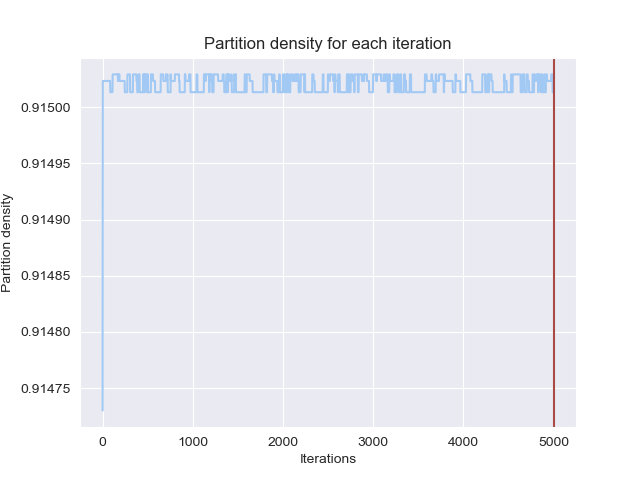 Partition density for each iteration
Partition density
0.91500
0.91495
0.91490
0.91485
0.91480
0.91475
0 1000 2000 3000 4000 5000
Iterations